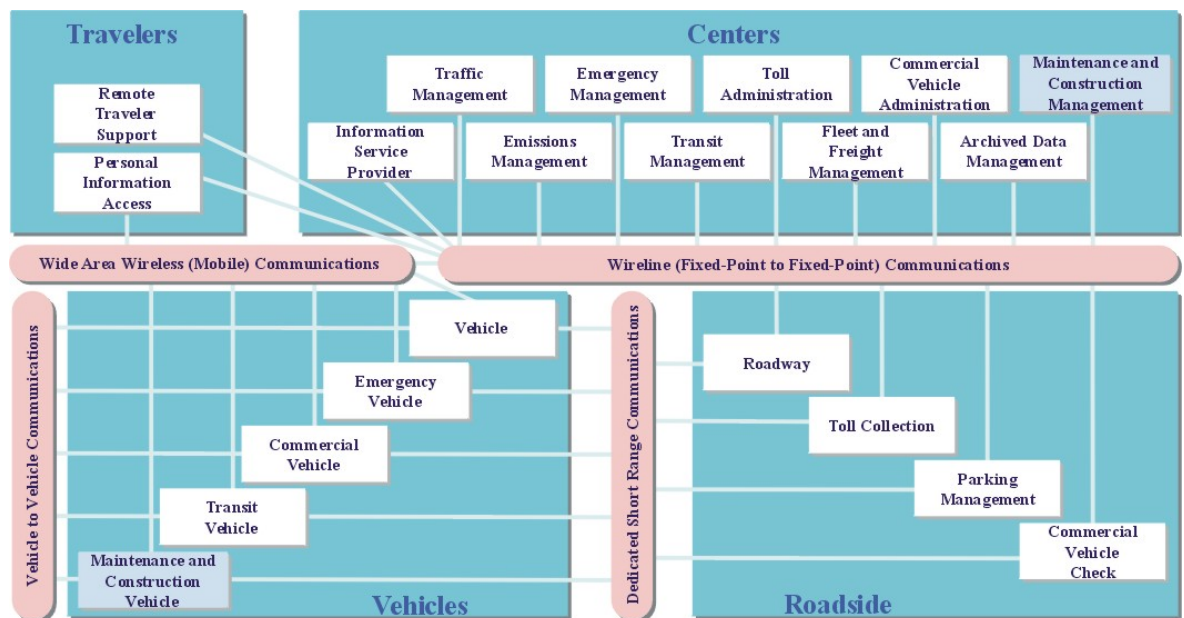 Travelers
Remote
Traveler
Support
Personal
Information
Access
Centers
Traffic
Management
Emergency
Management
Toll
Administration
Commercial
Vehicle
Administration
Maintenance and
Construction
Management
Information
Service
Provider
Emissions
Management
Transit
Management
Fleet and
Freight
Management
Archived Data
Management
Wide Area Wireless (Mobile) Communications
Wireline (Fixed-Point to Fixed-Point) Communications
Vehicle to Vehicle Communications
Vehicle
Emergency
Vehicle
Commercial
Vehicle
Transit
Vehicle
Maintenance and
Construction
Vehicle
Vehicles
Dedicated Short Range Communications
Roadway
Toll Collection
Parking
Management
Commercial
Vehicle
Check
Roadside